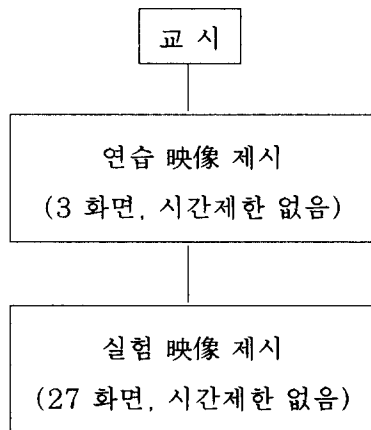 교 시
연습 映像 제시
(3 화면, 시간제한 없음)
실험 映像 제시
(27 화면, 시간제한 없음)